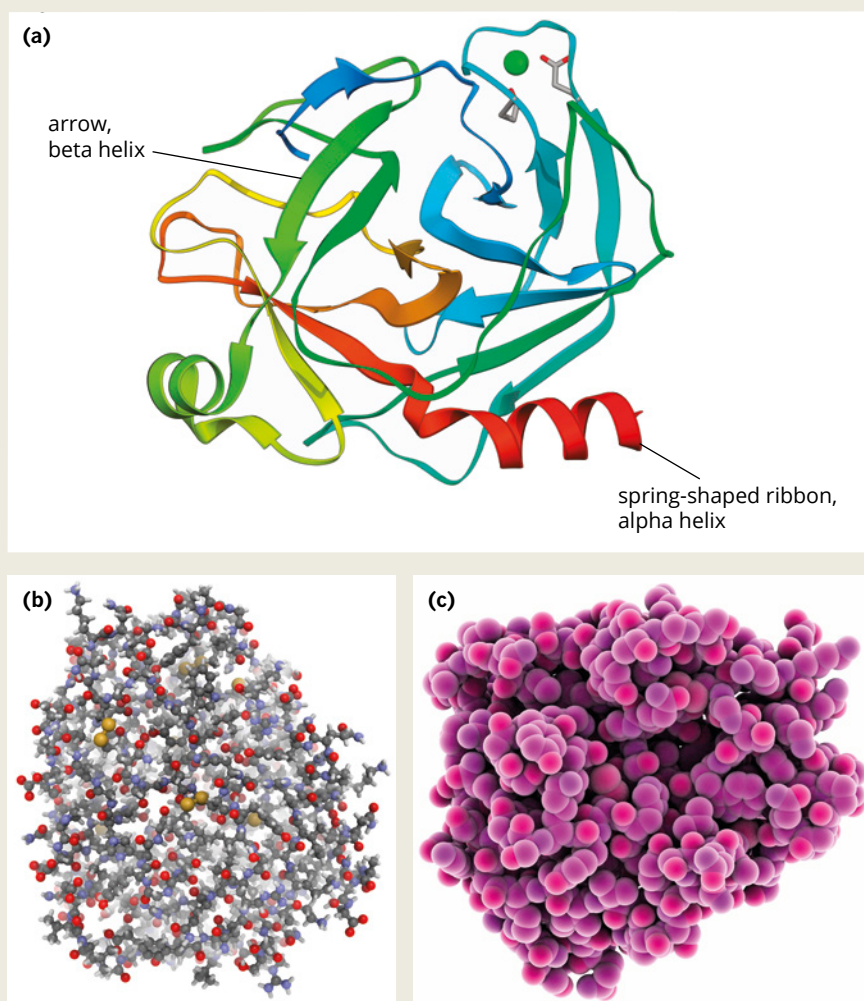 (a)
arrow,
beta helix
spring-shaped ribbon,
alpha helix
(b)
(c)